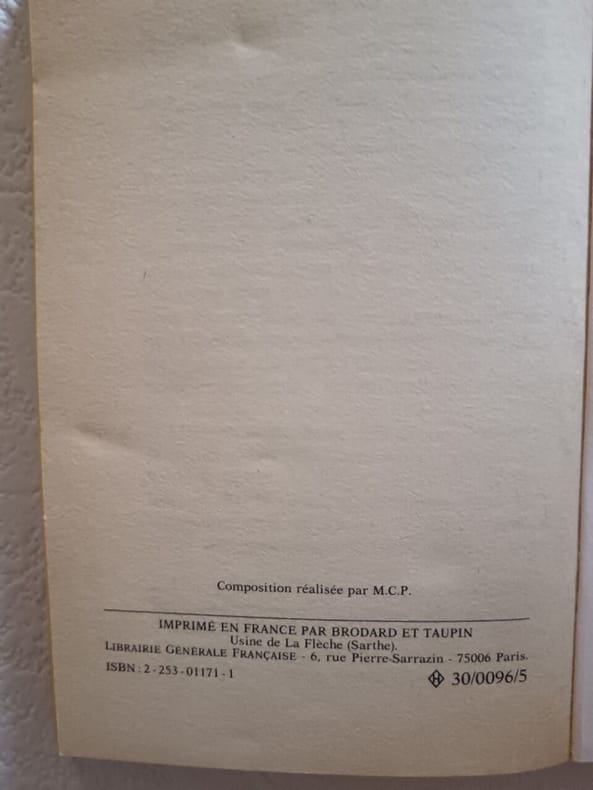 Composition réalisée par M.C.P.
IMPRIMÉ EN FRANCE PAR BRODARD ET TAUPIN
Usine de La Flèche (Sarthe).
LIBRAIRIE GÉNÉRALE FRANÇAISE - 6, rue Pierre-Sarrazin - 75006 Paris.
ISBN : 2 - 253 - 01171 - 1
30/0096/5